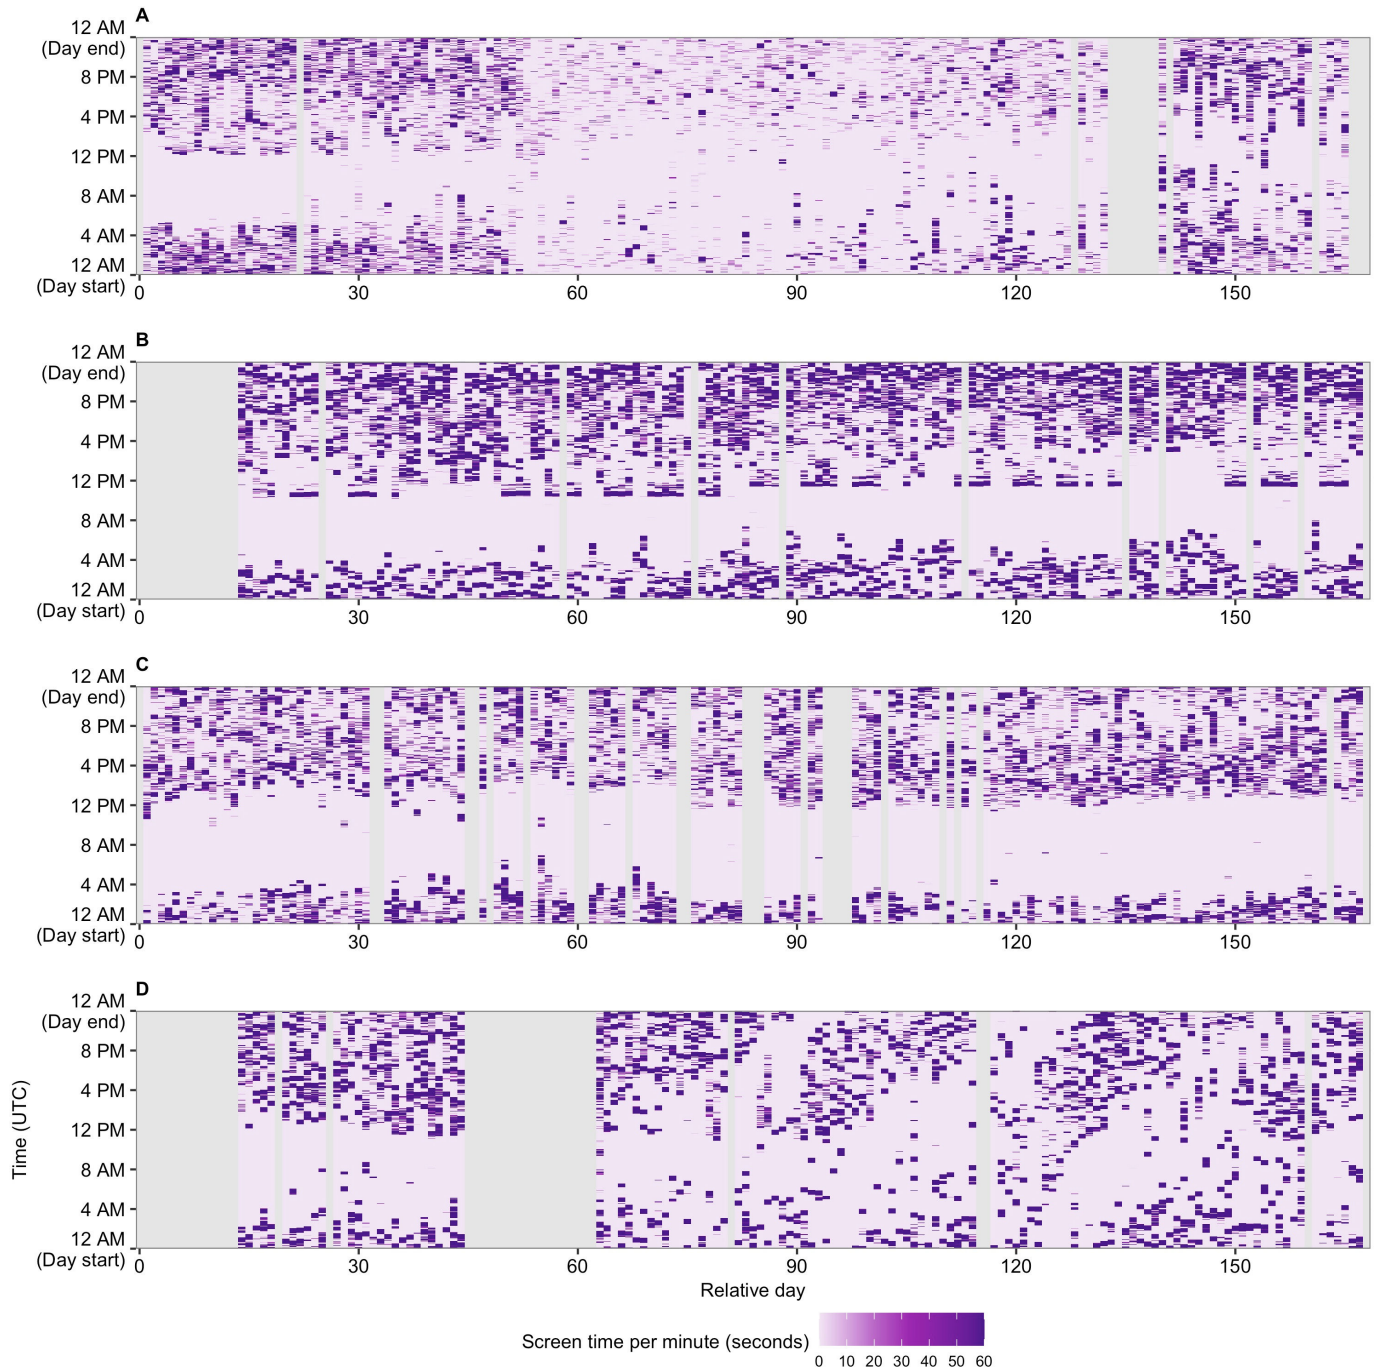 A
12 AM
(Day end)
8 PM
4 PM
12 PM
8 AM
4 AM
12 AM
(Day start)
0 30 60 90 120 150
B
12 AM
(Day end)
8 PM
4 PM
12 PM
8 AM
4 AM
12 AM
(Day start)
0 30 60 90 120 150
C
12 AM
(Day end)
8 PM
4 PM
12 PM
8 AM
4 AM
12 AM
(Day start)
0 30 60 90 120 150
D
12 AM
(Day end)
8 PM
4 PM
12 PM
8 AM
4 AM
12 AM
(Day start)
0 30 60 90 120 150
Time (UTC)
Relative day
Screen time per minute (seconds)
0 10 20 30 40 50 60